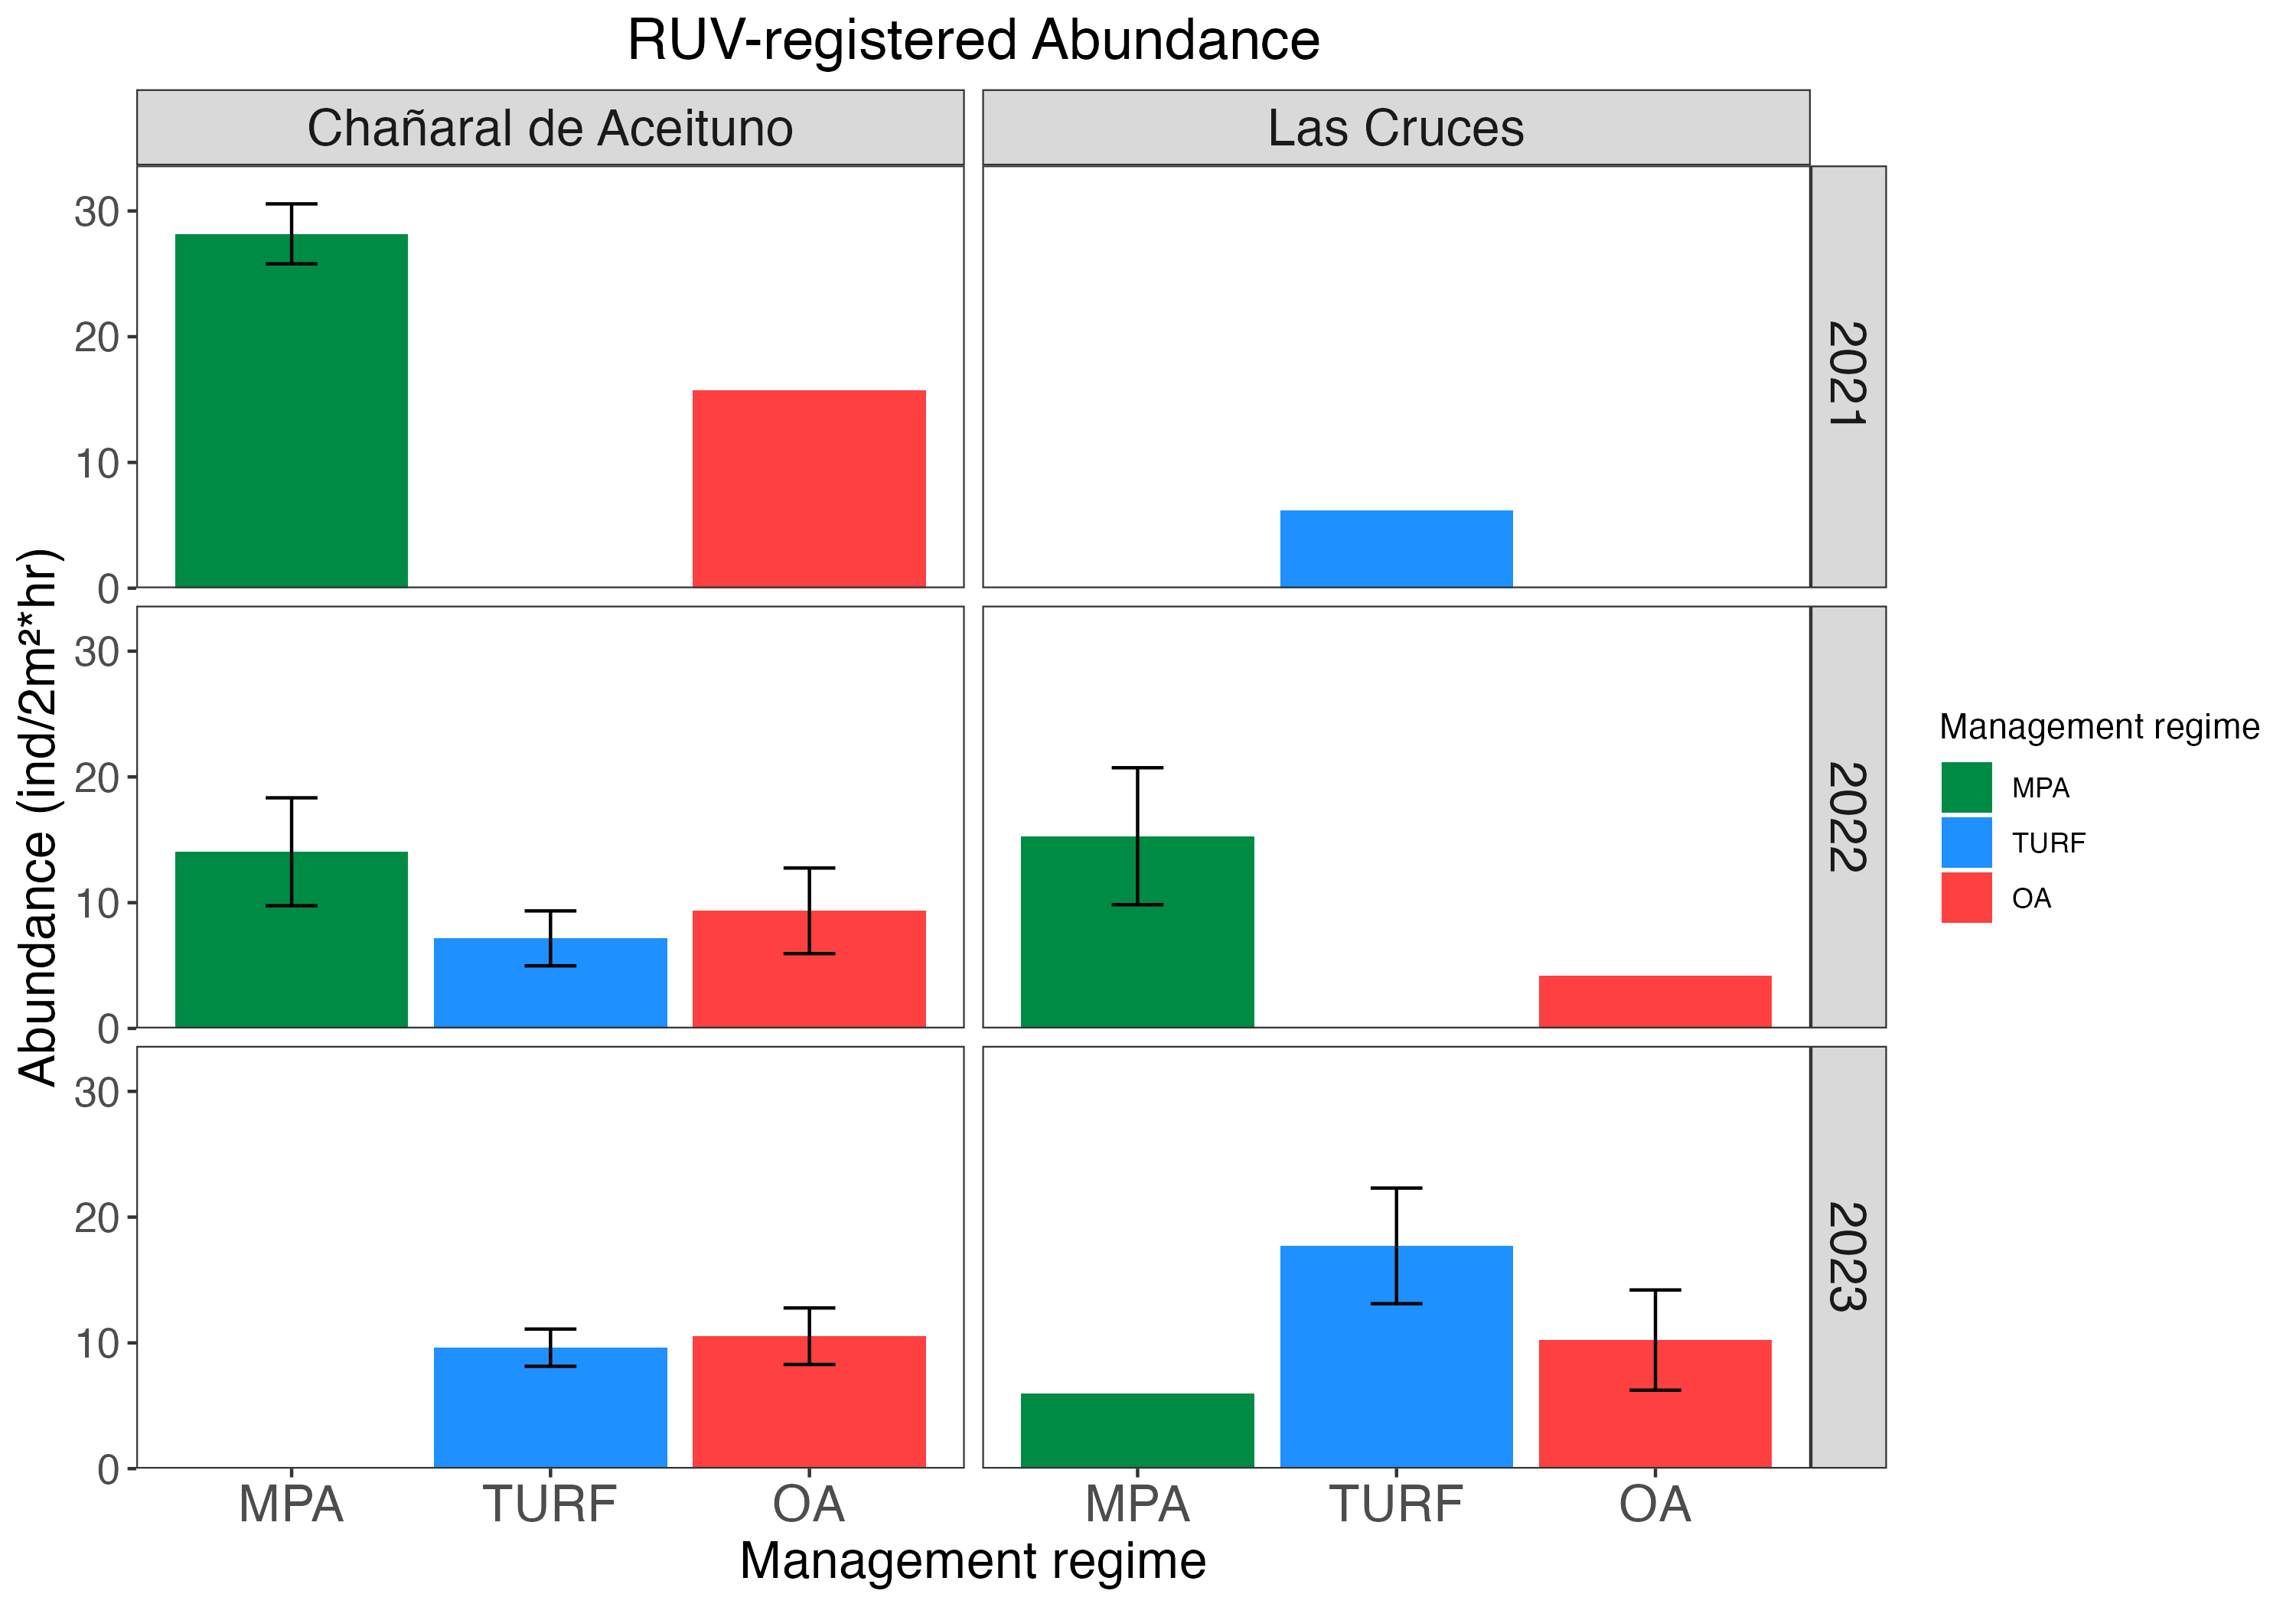 RUV-registered Abundance
Chañaral de Aceituno
Las Cruces
30
20
10
0
2021
30
20
10
0
2022
30
20
10
0
2023
Abundance (ind/2m²*hr)
MPA TURF OA
MPA TURF OA
Management regime
Management regime
MPA
TURF
OA